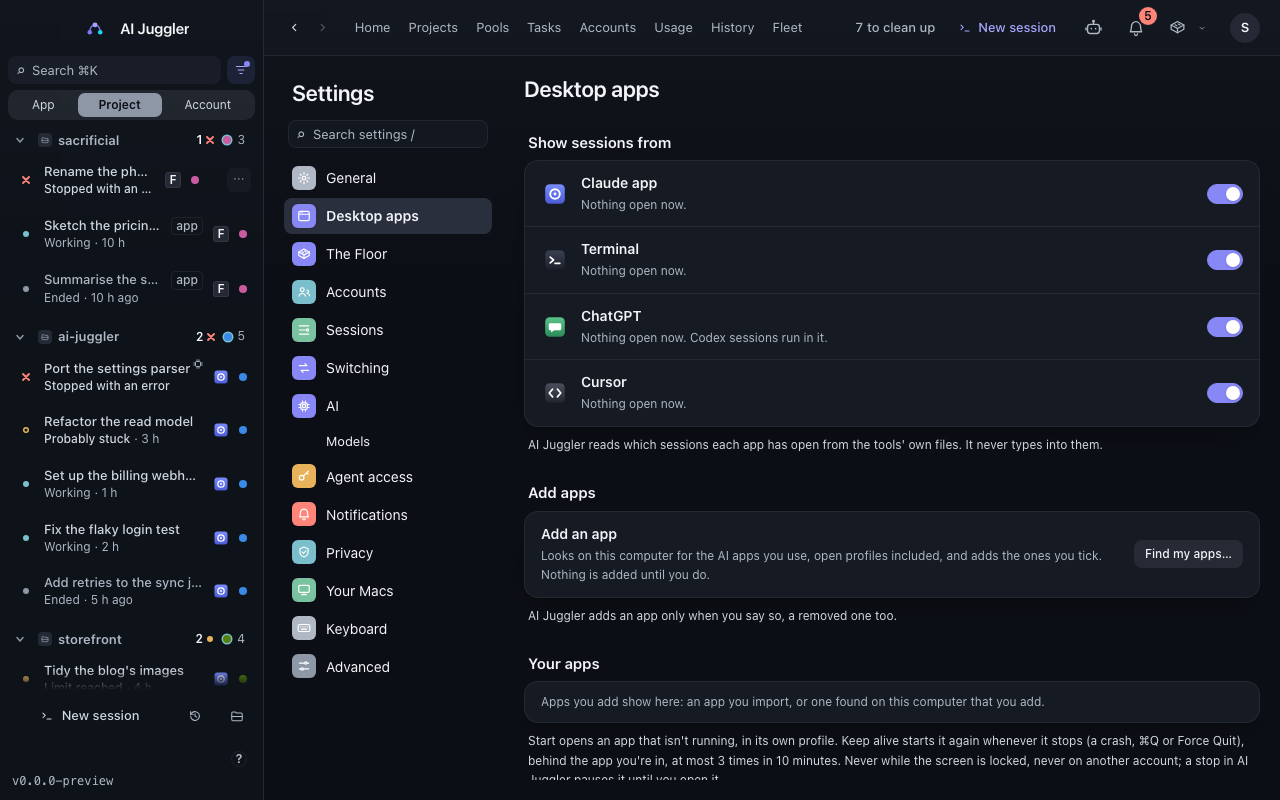 AI Juggler
Search ⌘K
App Project Account
sacrificial 1 3
Rename the ph... F
Stopped with an ...
Sketch the pricin... app F
Working · 10 h
Summarise the s... app F
Ended · 10 h ago
ai-juggler 2 5
Port the settings parser
Stopped with an error
Refactor the read model
Probably stuck · 3 h
Set up the billing webh...
Working · 1 h
Fix the flaky login test
Working · 2 h
Add retries to the sync j...
Ended · 5 h ago
storefront 2 4
Tidy the blog's images
Limit reached · 4 h
New session
?
v0.0.0-preview
Home Projects Pools Tasks Accounts Usage History Fleet 7 to clean up New session 5 S
Settings
Search settings /
General
Desktop apps
The Floor
Accounts
Sessions
Switching
AI
Models
Agent access
Notifications
Privacy
Your Macs
Keyboard
Advanced
Desktop apps
Show sessions from
Claude app
Nothing open now.
Terminal
Nothing open now.
ChatGPT
Nothing open now. Codex sessions run in it.
Cursor
Nothing open now.
AI Juggler reads which sessions each app has open from the tools' own files. It never types into them.
Add apps
Add an app
Looks on this computer for the AI apps you use, open profiles included, and adds the ones you tick.
Nothing is added until you do.
Find my apps...
AI Juggler adds an app only when you say so, a removed one too.
Your apps
Apps you add show here: an app you import, or one found on this computer that you add.
Start opens an app that isn't running, in its own profile. Keep alive starts it again whenever it stops (a crash, ⌘Q or Force Quit),
behind the app you're in, at most 3 times in 10 minutes. Never while the screen is locked, never on another account; a stop in AI
Juggler pauses it until you open it.